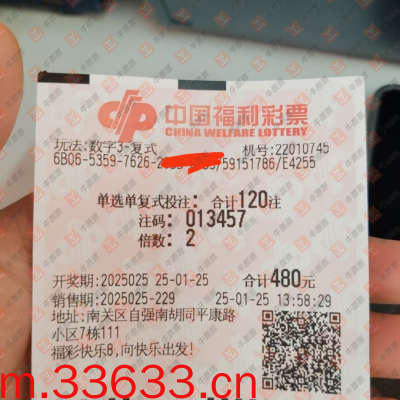 中国福利彩票
CHINA WELFARE LOTTERY
玩法:数字3-复式 机号:22010745
6B06-5359-7626- /59151786/E4255
单选单复式投注: 合计120注
注码: 013457
倍数: 2
开奖期:2025025 25-01-25 合计480元
销售期:2025025-229 25-01-25 13:58:29
地址:南关区自强南胡同平康路
小区7栋111
福彩快乐8,向快乐出发!
m.33633.cn